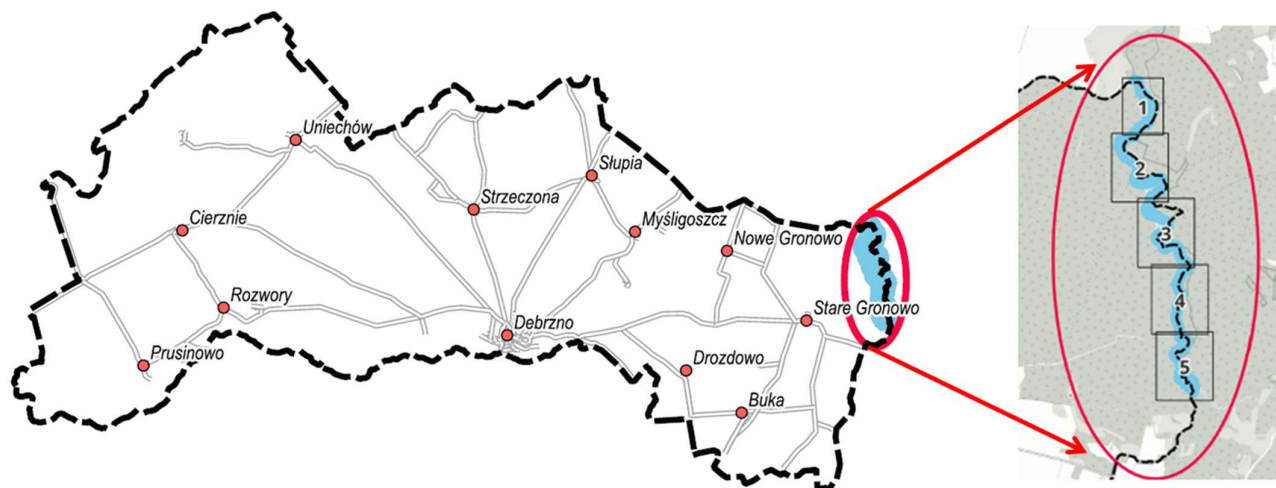 Uniechów
Słupia
Strzeczona
Cierznie
Myśligoszcz
Nowe Gronowo
Rozwory
Stare Gronowo
Debrzno
Prusinowo
Drozdowo
Buka
1
2
3
4
5